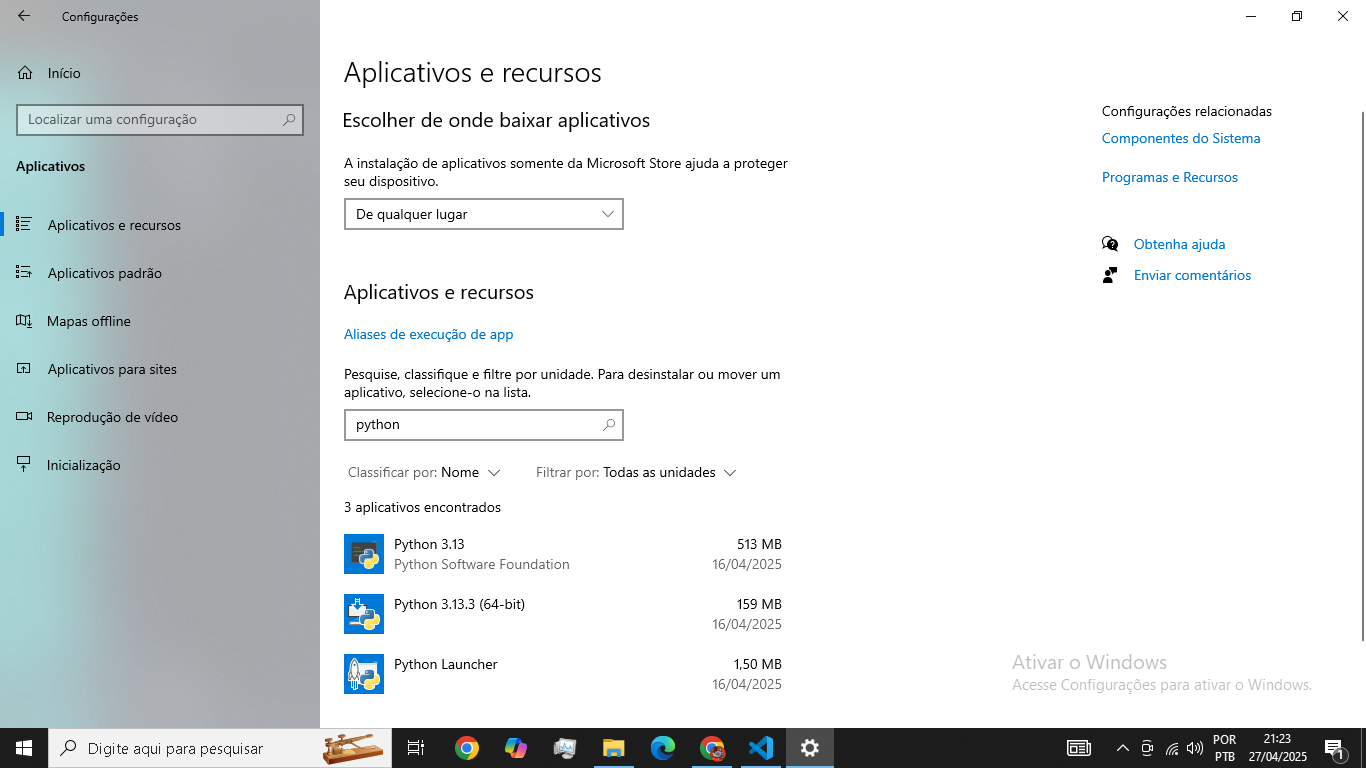 Configurações
Início
Localizar uma configuração
Aplicativos
Aplicativos e recursos
Aplicativos padrão
Mapas offline
Aplicativos para sites
Reprodução de vídeo
Inicialização
Aplicativos e recursos
Escolher de onde baixar aplicativos
A instalação de aplicativos somente da Microsoft Store ajuda a proteger
seu dispositivo.
De qualquer lugar
Aplicativos e recursos
Aliases de execução de app
Pesquise, classifique e filtre por unidade. Para desinstalar ou mover um
aplicativo, selecione-o na lista.
python
Classificar por: Nome Filtrar por: Todas as unidades
3 aplicativos encontrados
Python 3.13 513 MB
Python Software Foundation 16/04/2025
Python 3.13.3 (64-bit) 159 MB
16/04/2025
Python Launcher 1,50 MB
16/04/2025
Configurações relacionadas
Componentes do Sistema
Programas e Recursos
Obtenha ajuda
Enviar comentários
Ativar o Windows
Acesse Configurações para ativar o Windows.
Digite aqui para pesquisar
POR
PTB
21:23
27/04/2025
1